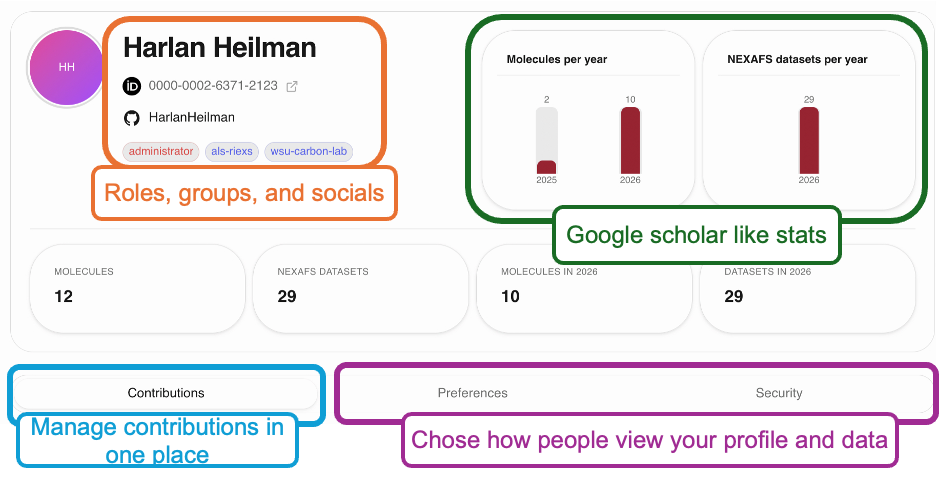 HH
Harlan Heilman
iD 0000-0002-6371-2123
HarlanHeilman
administrator als-riexs wsu-carbon-lab
Roles, groups, and socials
Molecules per year
2 10
2025 2026
NEXAFS datasets per year
29
2026
Google scholar like stats
MOLECULES
12
NEXAFS DATASETS
29
MOLECULES IN 2026
10
DATASETS IN 2026
29
Contributions
Preferences
Security
Manage contributions in
one place
Chose how people view your profile and data